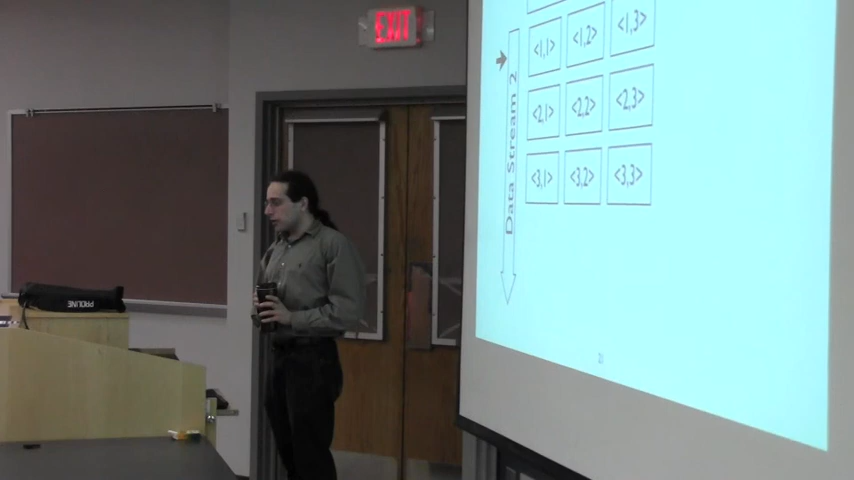 EXIT
<1,1> <1,2> <1,3>
<2,1> <2,2> <2,3>
<3,1> <3,2> <3,3>
Data Stream 2
PROLINE